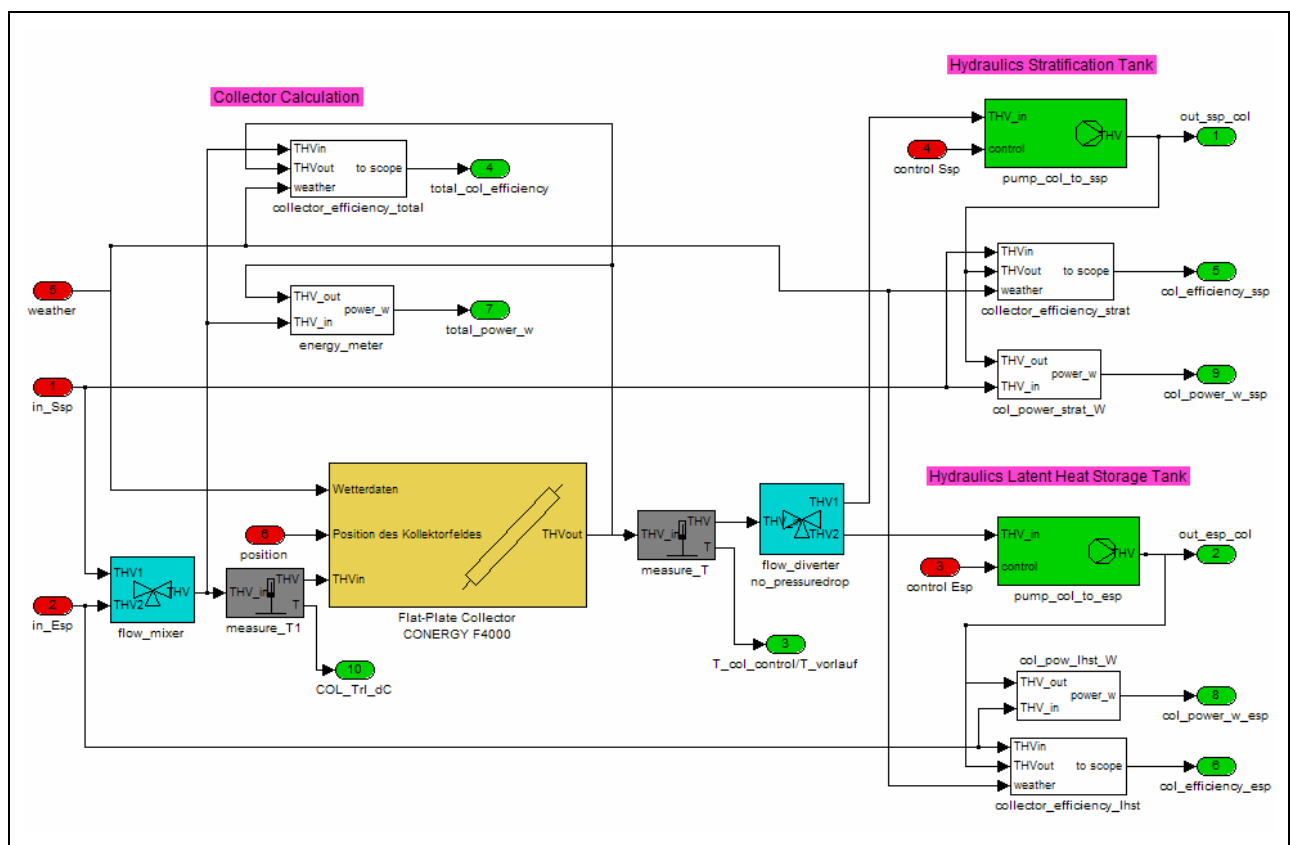 Hydraulics Stratification Tank
Collector Calculation
THV_in
THV
control
pump_col_to_ssp
4
control Ssp
out_ssp_col
1
THVin
THVout
weather
to scope
collector_efficiency_total
4
total_col_efficiency
THVin
THVout
weather
to scope
collector_efficiency_strat
5
col_efficiency_ssp
5
weather
THV_out
THV_in
power_w
energy_meter
7
total_power_w
THV_out
THV_in
power_w
col_power_strat_W
9
col_power_w_ssp
1
in_Ssp
Hydraulics Latent Heat Storage Tank
Wetterdaten
Position des Kollektorfeldes
THVin
THVout
Flat-Plate Collector
CONERGY F4000
6
position
2
in_Esp
THV1
THV2
THV
flow_mixer
THV_in
THV
T
measure_T1
10
COL_Trl_dC
THV_in
THV
T
measure_T
THV_in
THV1
THV2
flow_diverter
no_pressuredrop
3
T_col_control/T_vorlauf
THV_in
THV
control
pump_col_to_esp
3
control Esp
out_esp_col
2
col_pow_lhst_W
THV_out
THV_in
power_w
8
col_power_w_esp
THVin
THVout
weather
to scope
collector_efficiency_lhst
6
col_efficiency_esp